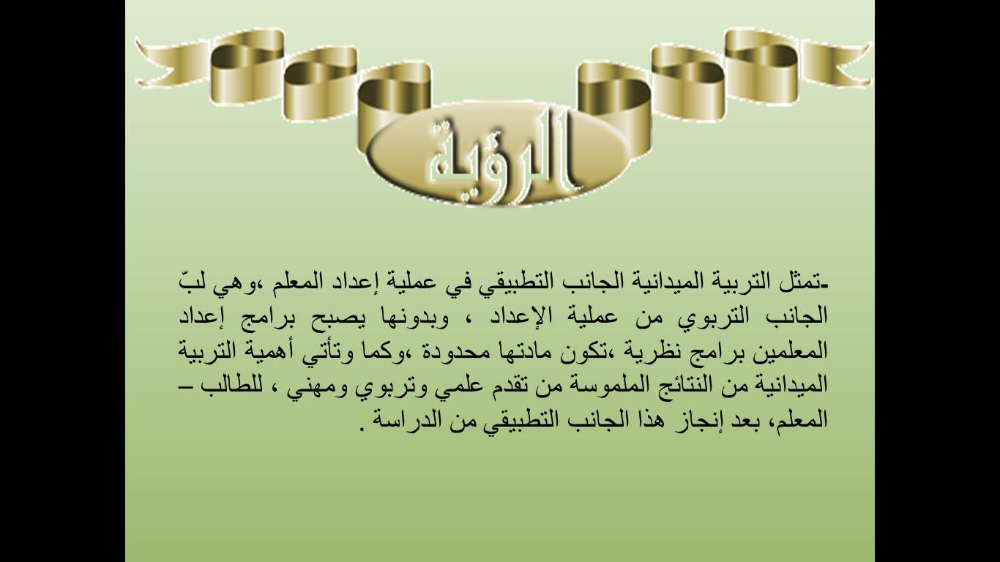 الرؤية
-تمثل التربية الميدانية الجانب التطبيقي في عملية إعداد المعلم ،وهي لبّ
الجانب التربوي من عملية الإعداد ، وبدونها يصبح برامج إعداد
المعلمين برامج نظرية ،تكون مادتها محدودة ،وكما وتأتي أهمية التربية
الميدانية من النتائج الملموسة من تقدم علمي وتربوي ومهني ، للطالب –
المعلم، بعد إنجاز هذا الجانب التطبيقي من الدراسة .